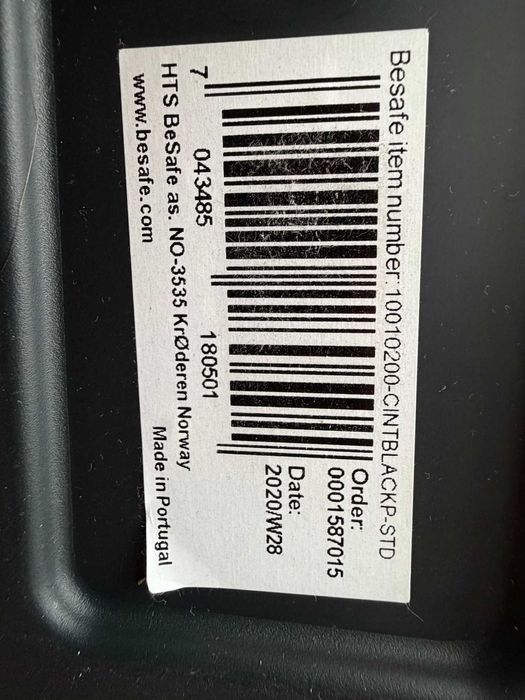 Besafe item number: 10010200-CINTBLACKP-STD
Order:
0001587015
Date:
2020/W28
7 043485 180501
HTS BeSafe as. NO-3535 KrØderen Norway
www.besafe.com
Made in Portugal